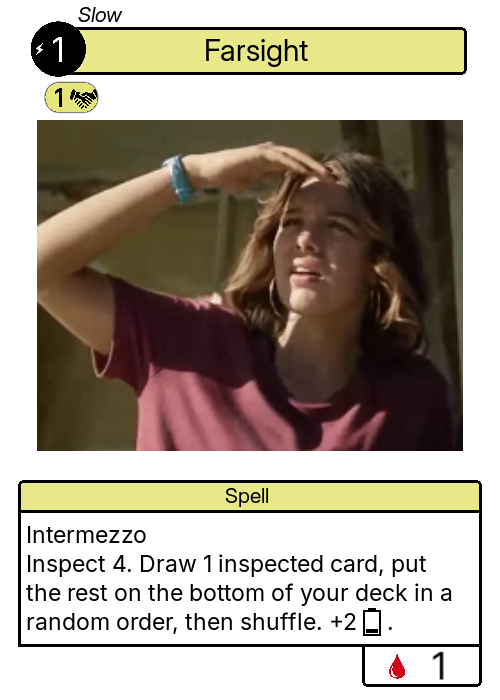 Slow
1
Farsight
1
Spell
Intermezzo
Inspect 4. Draw 1 inspected card, put
the rest on the bottom of your deck in a
random order, then shuffle. +2 .
1